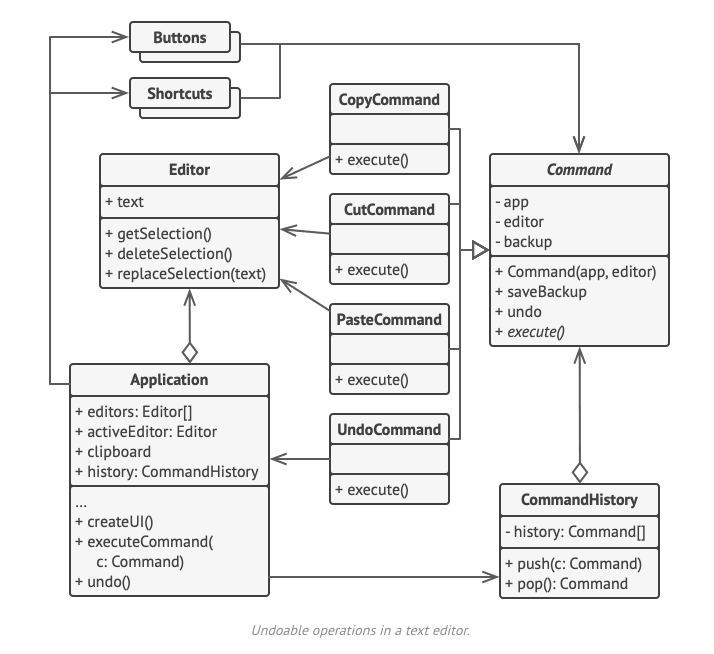 Buttons
Shortcuts
CopyCommand
+ execute()
Editor
+ text
+ getSelection()
+ deleteSelection()
+ replaceSelection(text)
CutCommand
+ execute()
Command
- app
- editor
- backup
+ Command(app, editor)
+ saveBackup
+ undo
+ execute()
PasteCommand
+ execute()
Application
+ editors: Editor[]
+ activeEditor: Editor
+ clipboard
+ history: CommandHistory
...
+ createUI()
+ executeCommand(
c: Command)
+ undo()
UndoCommand
+ execute()
CommandHistory
- history: Command[]
+ push(c: Command)
+ pop(): Command
Undoable operations in a text editor.